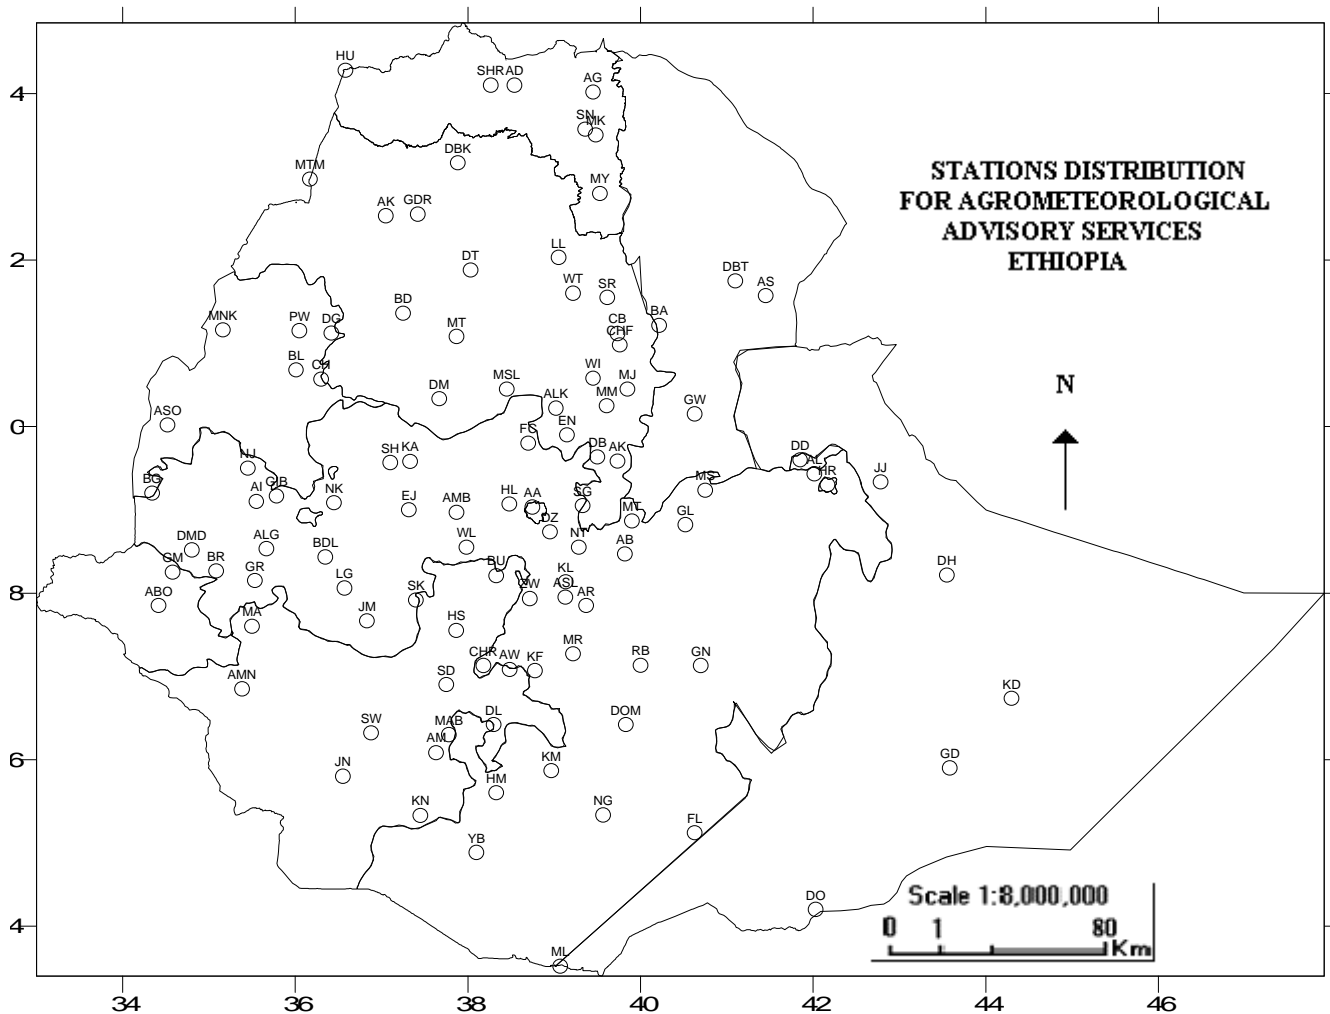 HU
SHR AD
AG
4
SN
MK
DBK
MTM
MY
STATIONS DISTRIBUTION
FOR AGROMETEOROLOGICAL
ADVISORY SERVICES
ETHIOPIA
AK GDR
LL
DT
2
WT
SR
DBT
AS
BD
BA
MNK
PW
DG
MT
CB
CHF
BL
CH
WI
MJ
MSL
DM
ALK
MM
GW
N
ASO
0
EN
FC
SH KA
DB AK
DD
AL
HR
JJ
NJ
BG
AI
GJB
NK
EJ
AMB
HL
AA
SG
MS
MT
GL
DZ
DMD
ALG
BDL
WL
NT
AB
GM
BR
GR
BU
KL
DH
8
ABO
LG
SK
ZW
ASL
AR
MA
JM
HS
MR
CHR
AW KF
RB
GN
AMN
SD
KD
SW
MAB
DL
DOM
AM
6
JN
KM
GD
HM
KN
NG
FL
YB
DO
Scale 1:8,000,000
0 1 80
Km
4
ML
34 36 38 40 42 44 46